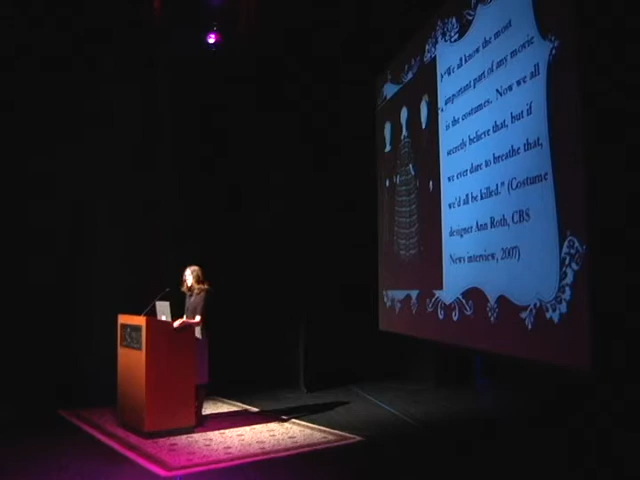 "We all know the most
important part of any movie
is the costumes. Now we all
secretly believe that, but if
we ever dare to breathe that,
we'd all be killed." (Costume
designer Ann Roth, CBS
News interview, 2007)